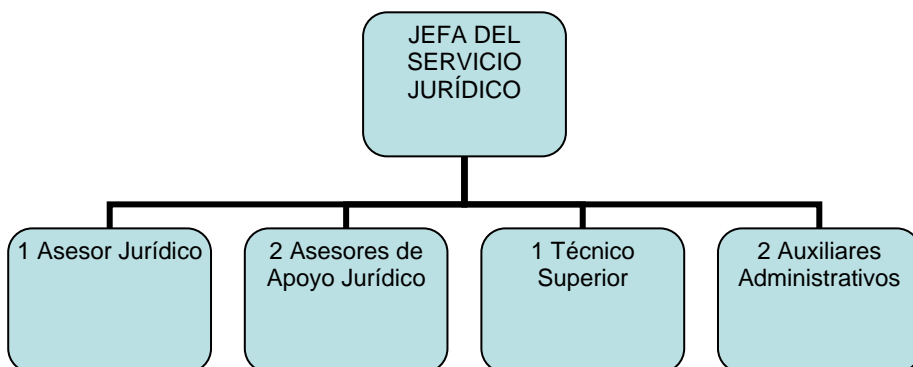 JEFA DEL
SERVICIO
JURÍDICO
1 Asesor Jurídico
2 Asesores de
Apoyo Jurídico
1 Técnico
Superior
2 Auxiliares
Administrativos